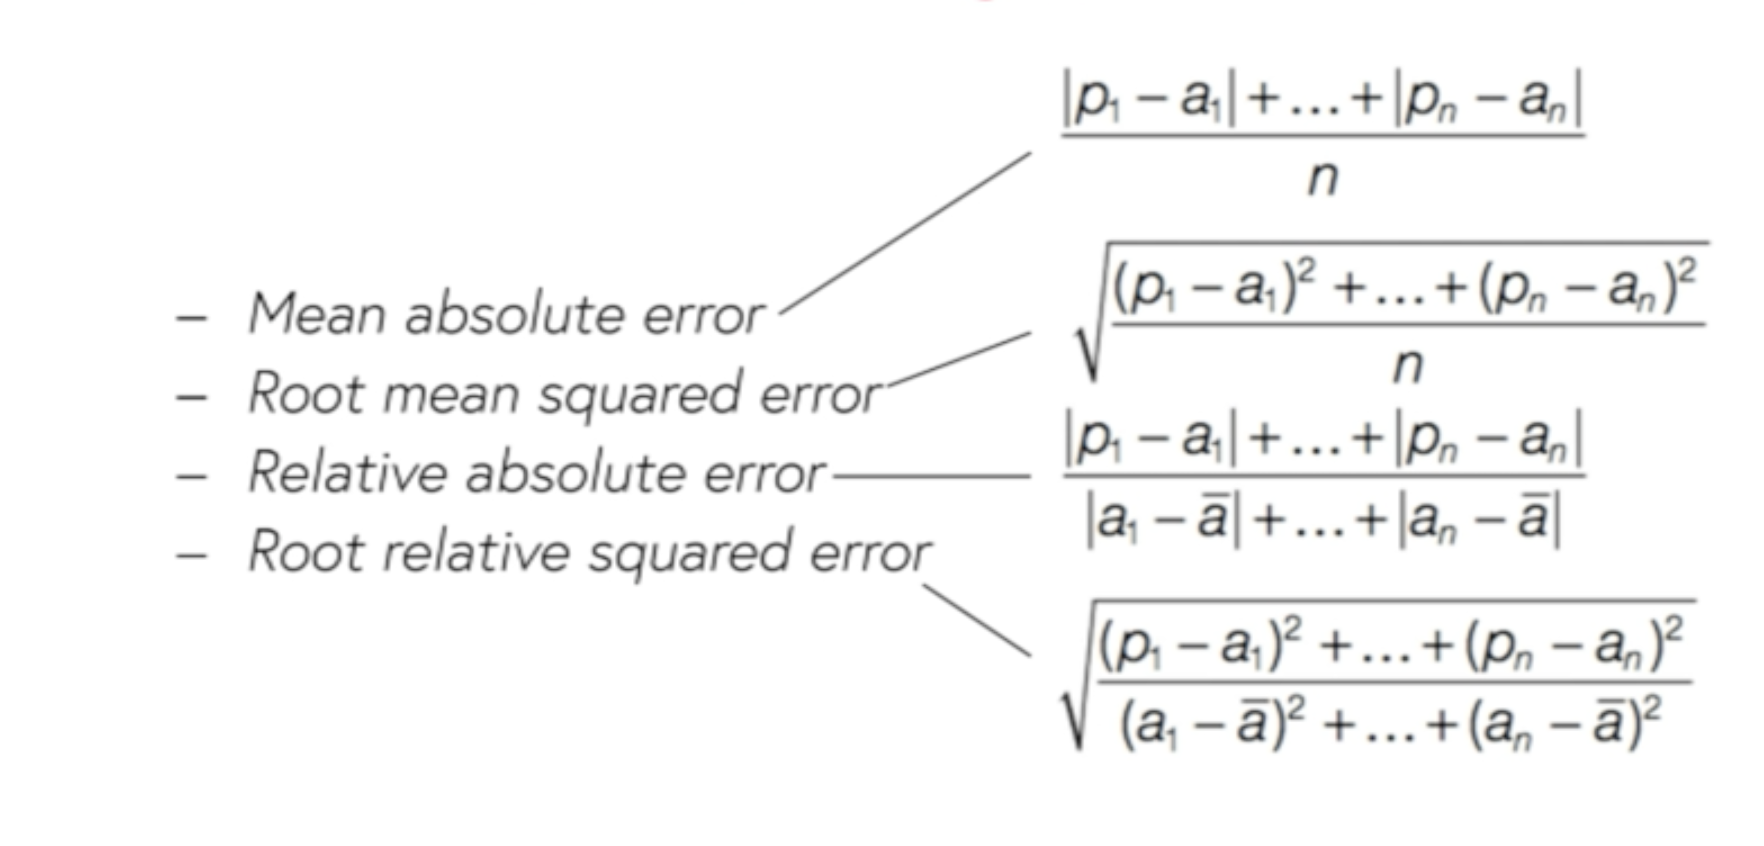 |p₁ − a₁| + … + |pₙ − aₙ|
n
√
(p₁ − a₁)² + … + (pₙ − aₙ)²
n
– Mean absolute error
– Root mean squared error
– Relative absolute error
– Root relative squared error
|p₁ − a₁| + … + |pₙ − aₙ|
|a₁ − a̅| + … + |aₙ − a̅|
√
(p₁ − a₁)² + … + (pₙ − aₙ)²
(a₁ − a̅)² + … + (aₙ − a̅)²